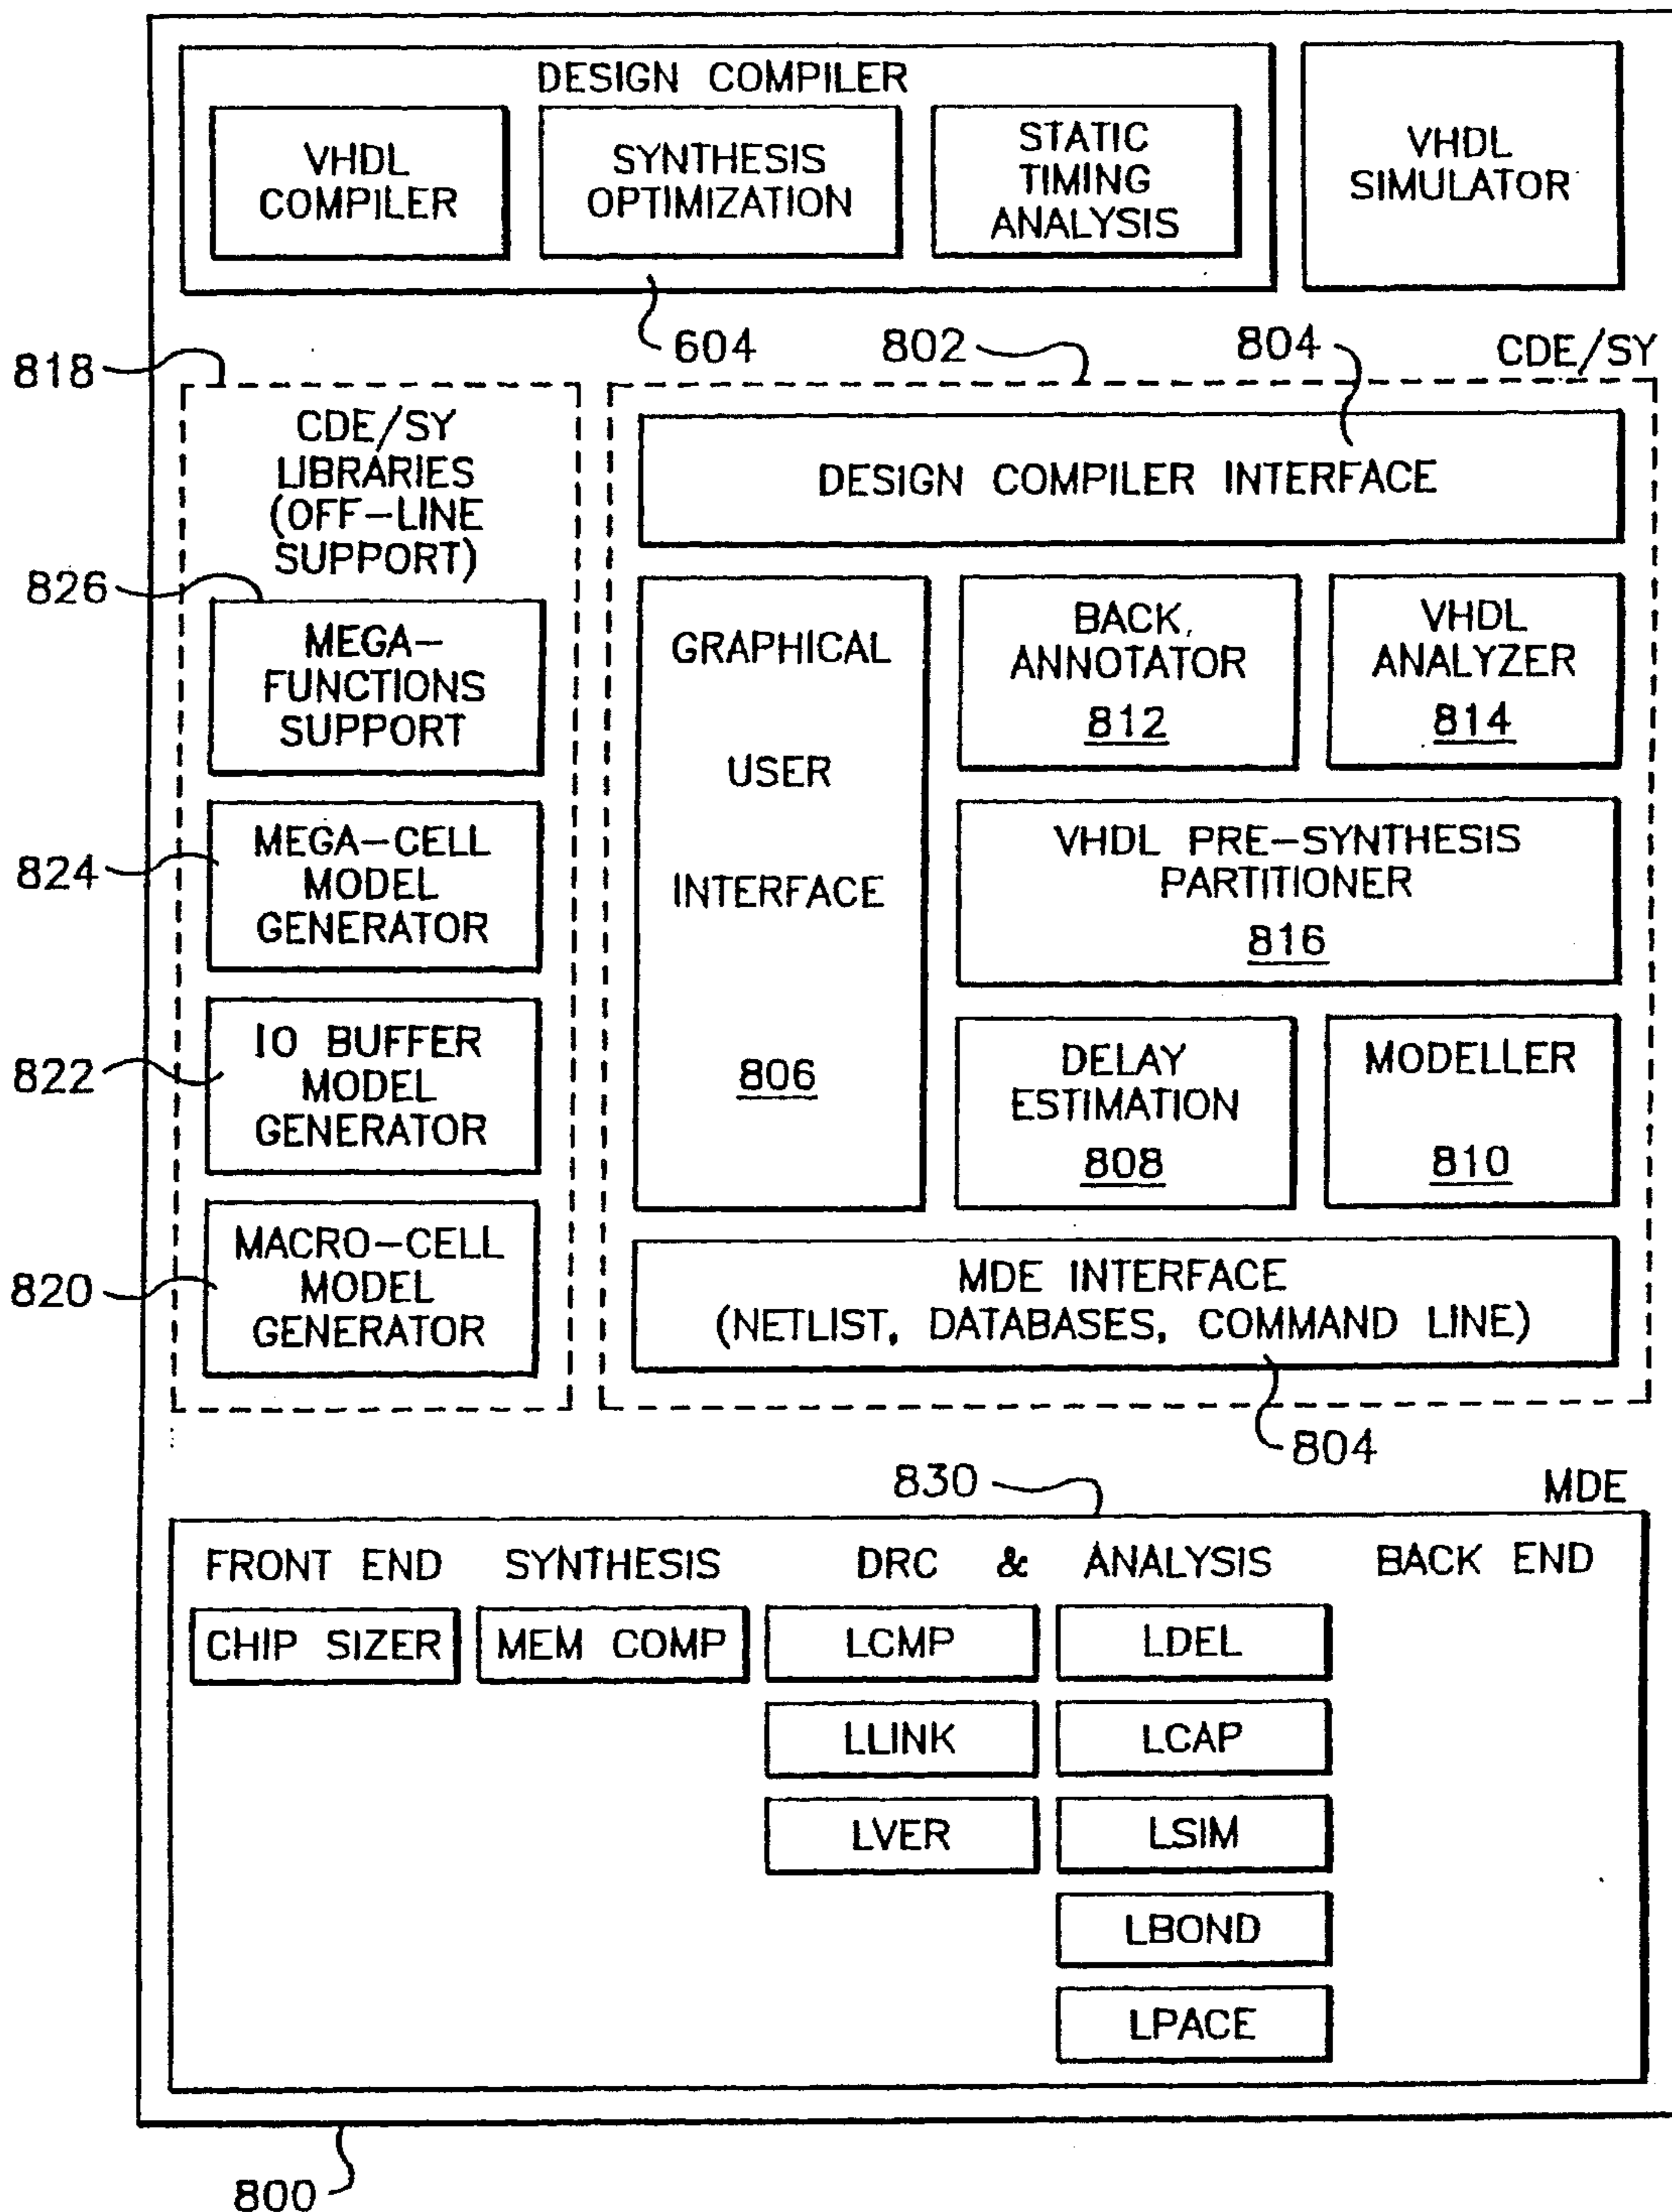 DESIGN COMPILER
VHDL
COMPILER
SYNTHESIS
OPTIMIZATION
STATIC
TIMING
ANALYSIS
VHDL
SIMULATOR
604
818
802
804
CDE/SY
CDE/SY
LIBRARIES
(OFF-LINE
SUPPORT)
826
MEGA-
FUNCTIONS
SUPPORT
824
MEGA-CELL
MODEL
GENERATOR
822
IO BUFFER
MODEL
GENERATOR
820
MACRO-CELL
MODEL
GENERATOR
DESIGN COMPILER INTERFACE
GRAPHICAL
USER
INTERFACE
806
BACK
ANNOTATOR
812
VHDL
ANALYZER
814
VHDL PRE-SYNTHESIS
PARTITIONER
816
DELAY
ESTIMATION
808
MODELLER
810
MDE INTERFACE
(NETLIST, DATABASES, COMMAND LINE)
804
830
MDE
FRONT END
SYNTHESIS
DRC & ANALYSIS
BACK END
CHIP SIZER
MEM COMP
LCMP
LDEL
LLINK
LCAP
LVER
LSIM
LBOND
LPACE
800